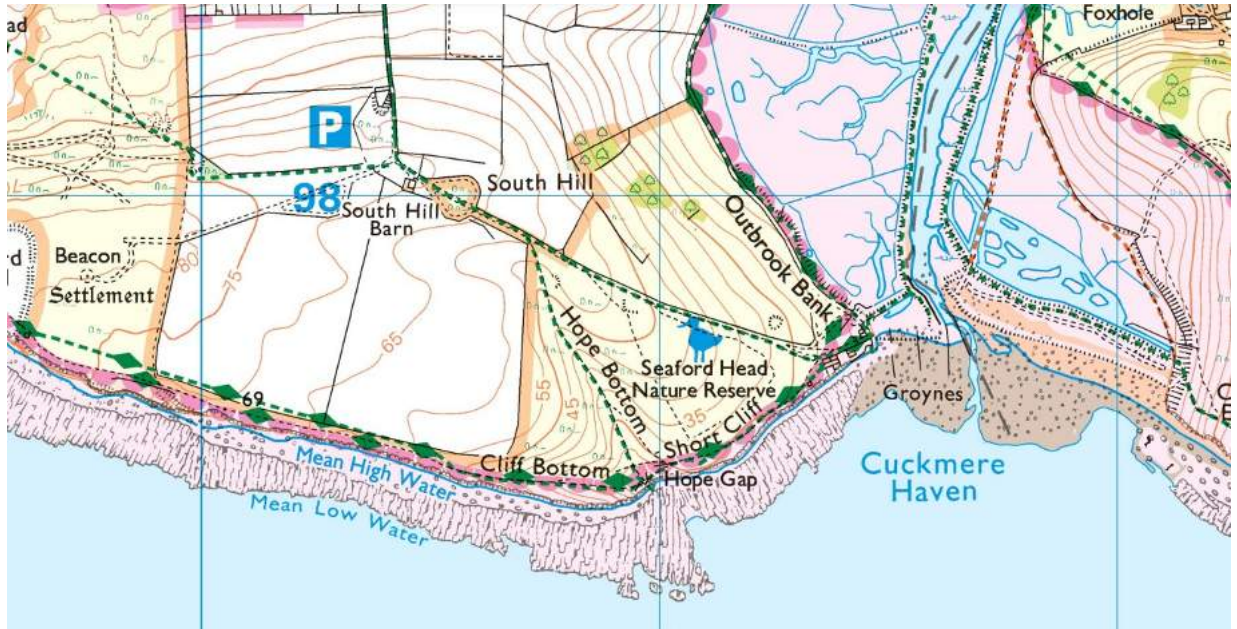 ad
Foxhole
P
South Hill
98
South Hill
Barn
Outbrook Bank
rd
Beacon
80
75
Settlement
65
Hope Bottom
55
45
35
Seaford Head
Nature Reserve
Groynes
69
Short Cliff
Cliff Bottom
Hope Gap
Mean High Water
Mean Low Water
Cuckmere
Haven